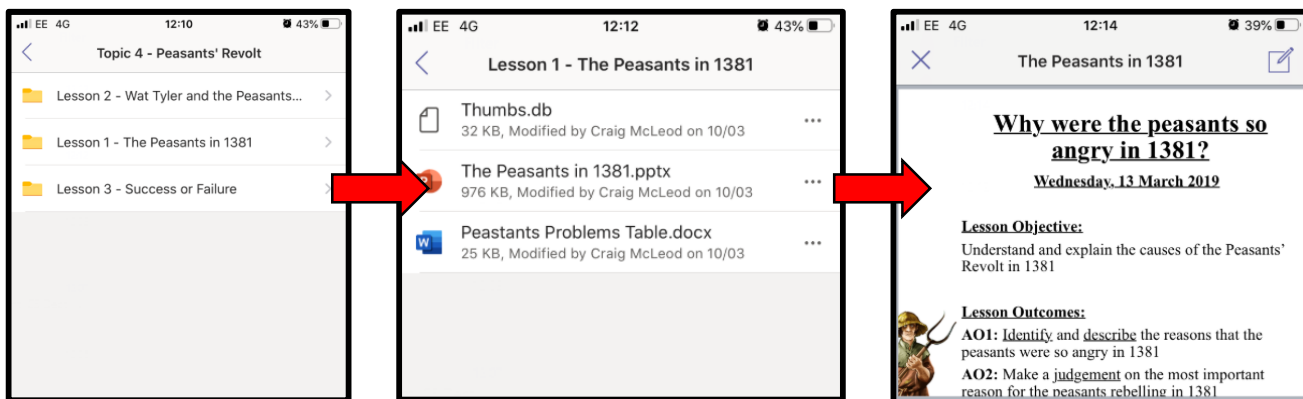 EE 4G 12:10 43%
Topic 4 - Peasants' Revolt
Lesson 2 - Wat Tyler and the Peasants...
Lesson 1 - The Peasants in 1381
Lesson 3 - Success or Failure
EE 4G 12:12 43%
Lesson 1 - The Peasants in 1381
Thumbs.db
32 KB, Modified by Craig McLeod on 10/03
The Peasants in 1381.pptx
976 KB, Modified by Craig McLeod on 10/03
W
Peastants Problems Table.docx
25 KB, Modified by Craig McLeod on 10/03
EE 4G 12:14 39%
The Peasants in 1381
Why were the peasants so
angry in 1381?
Wednesday, 13 March 2019
Lesson Objective:
Understand and explain the causes of the Peasants'
Revolt in 1381
Lesson Outcomes:
AO1: Identify and describe the reasons that the
peasants were so angry in 1381
AO2: Make a judgement on the most important
reason for the peasants rebelling in 1381